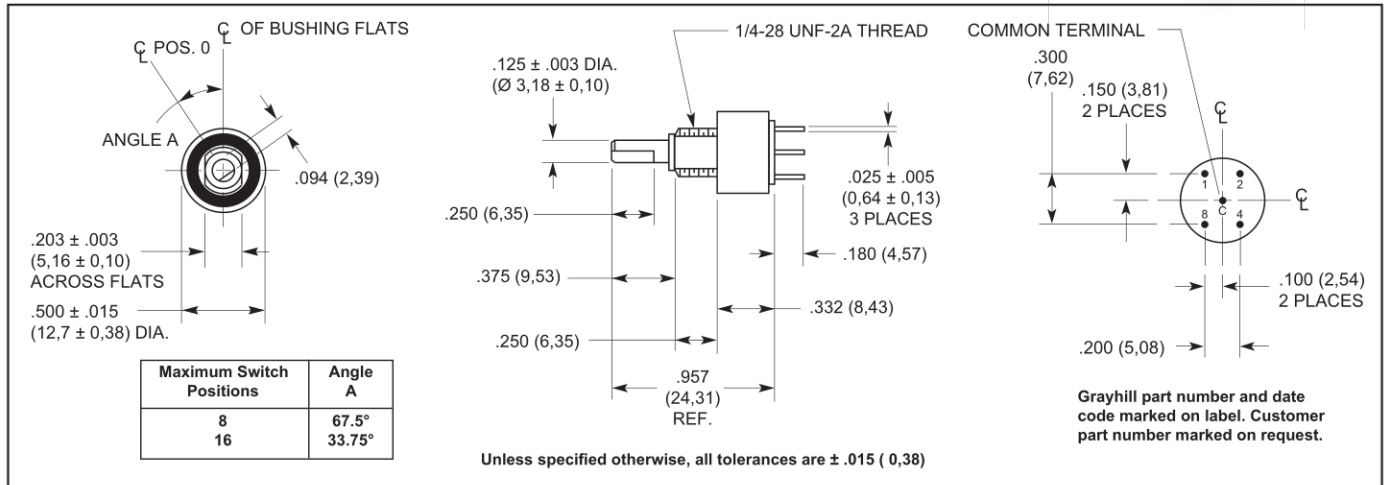 ℄ OF BUSHING FLATS
℄ POS. 0
ANGLE A
.094 (2,39)
.203 ± .003
(5,16 ± 0,10)
ACROSS FLATS
.500 ± .015
(12,7 ± 0,38) DIA.
Maximum Switch Positions
Angle A
8 67.5°
16 33.75°
1/4-28 UNF-2A THREAD
.125 ± .003 DIA.
(Ø 3,18 ± 0,10)
.250 (6,35)
.375 (9,53)
.250 (6,35)
.957
(24,31)
REF.
.025 ± .005
(0,64 ± 0,13)
3 PLACES
.180 (4,57)
.332 (8,43)
Unless specified otherwise, all tolerances are ± .015 ( 0,38)
COMMON TERMINAL
.300
(7,62)
.150 (3,81)
2 PLACES
℄
1 2
C
℄
8 4
.100 (2,54)
2 PLACES
.200 (5,08)
Grayhill part number and date
code marked on label. Customer
part number marked on request.